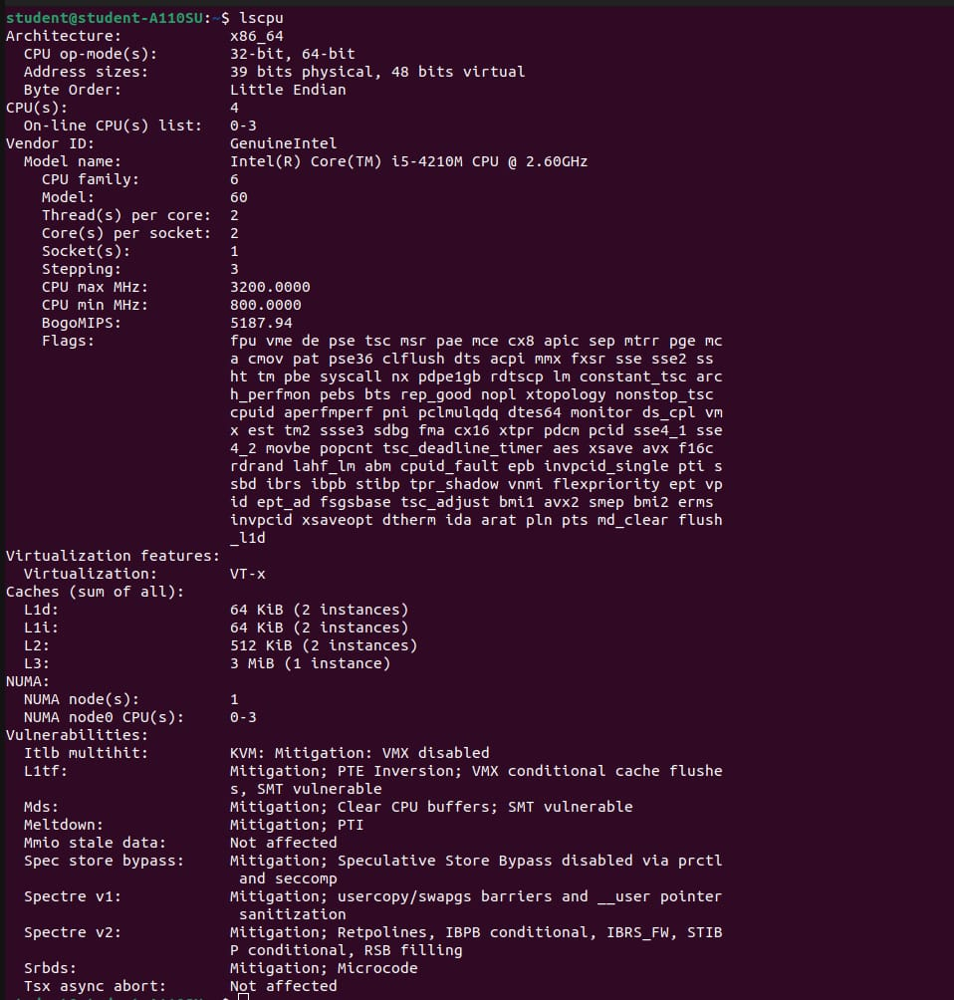 student@student-A110SU:~$ lscpu
Architecture: x86_64
CPU op-mode(s): 32-bit, 64-bit
Address sizes: 39 bits physical, 48 bits virtual
Byte Order: Little Endian
CPU(s): 4
On-line CPU(s) list: 0-3
Vendor ID: GenuineIntel
Model name: Intel(R) Core(TM) i5-4210M CPU @ 2.60GHz
CPU family: 6
Model: 60
Thread(s) per core: 2
Core(s) per socket: 2
Socket(s): 1
Stepping: 3
CPU max MHz: 3200.0000
CPU min MHz: 800.0000
BogoMIPS: 5187.94
Flags: fpu vme de pse tsc msr pae mce cx8 apic sep mtrr pge mc
a cmov pat pse36 clflush dts acpi mmx fxsr sse sse2 ss
ht tm pbe syscall nx pdpe1gb rdtscp lm constant_tsc arc
h_perfmon pebs bts rep_good nopl xtopology nonstop_tsc
cpuid aperfmperf pni pclmulqdq dtes64 monitor ds_cpl vm
x est tm2 ssse3 sdbg fma cx16 xtpr pdcm pcid sse4_1 sse
4_2 movbe popcnt tsc_deadline_timer aes xsave avx f16c
rdrand lahf_lm abm cpuid_fault epb invpcid_single pti s
sbd ibrs ibpb stibp tpr_shadow vnmi flexpriority ept vp
id ept_ad fsgsbase tsc_adjust bmi1 avx2 smep bmi2 erms
invpcid xsaveopt dtherm ida arat pln pts md_clear flush
_l1d
Virtualization features:
Virtualization: VT-x
Caches (sum of all):
L1d: 64 KiB (2 instances)
L1i: 64 KiB (2 instances)
L2: 512 KiB (2 instances)
L3: 3 MiB (1 instance)
NUMA:
NUMA node(s): 1
NUMA node0 CPU(s): 0-3
Vulnerabilities:
Itlb multihit: KVM: Mitigation: VMX disabled
L1tf: Mitigation; PTE Inversion; VMX conditional cache flushe
s, SMT vulnerable
Mds: Mitigation; Clear CPU buffers; SMT vulnerable
Meltdown: Mitigation; PTI
Mmio stale data: Not affected
Spec store bypass: Mitigation; Speculative Store Bypass disabled via prctl
and seccomp
Spectre v1: Mitigation; usercopy/swapgs barriers and __user pointer
sanitization
Spectre v2: Mitigation; Retpolines, IBPB conditional, IBRS_FW, STIB
P conditional, RSB filling
Srbds: Mitigation; Microcode
Tsx async abort: Not affected